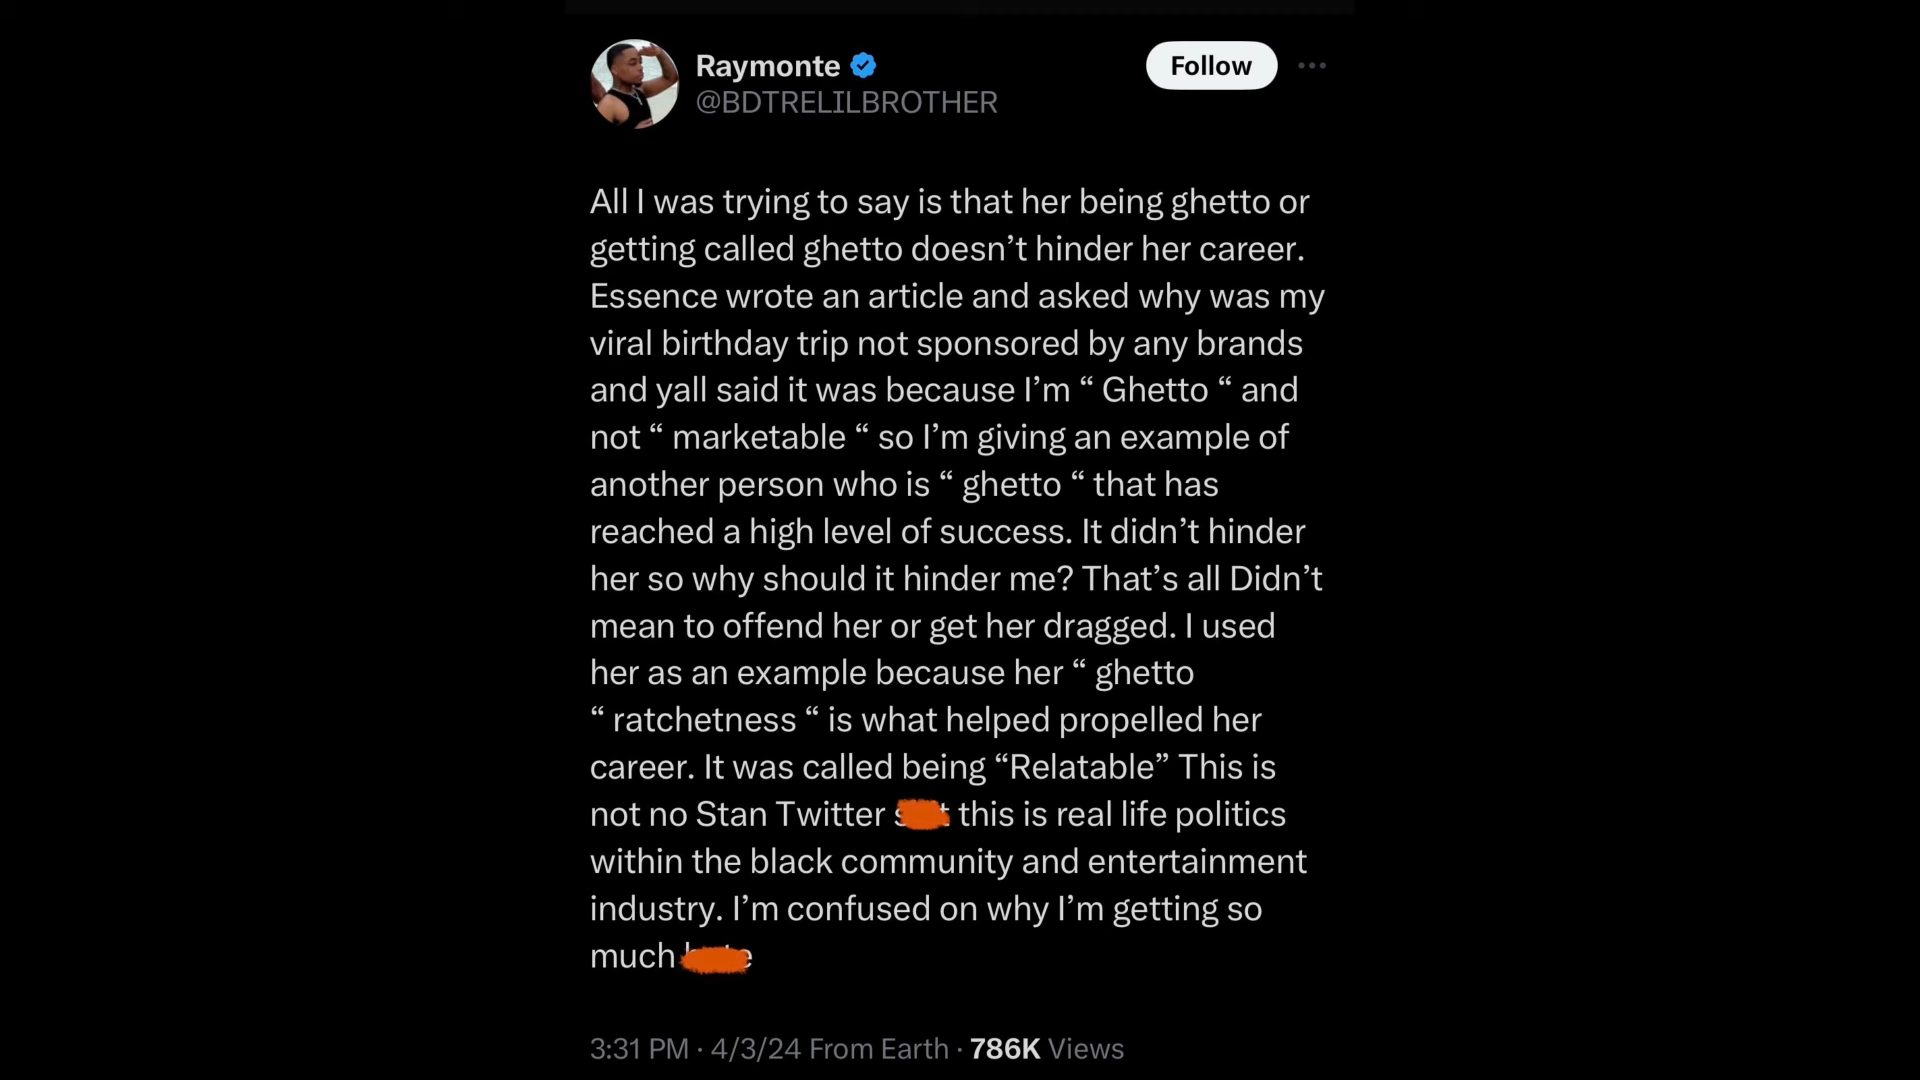 Raymonte
@BDTRELILBROTHER
Follow
All I was trying to say is that her being ghetto or
getting called ghetto doesn’t hinder her career.
Essence wrote an article and asked why was my
viral birthday trip not sponsored by any brands
and yall said it was because I’m “ Ghetto “ and
not “ marketable “ so I’m giving an example of
another person who is “ ghetto “ that has
reached a high level of success. It didn’t hinder
her so why should it hinder me? That’s all Didn’t
mean to offend her or get her dragged. I used
her as an example because her “ ghetto
“ ratchetness “ is what helped propelled her
career. It was called being “Relatable” This is
not no Stan Twitter this is real life politics
within the black community and entertainment
industry. I’m confused on why I’m getting so
much
3:31 PM · 4/3/24 From Earth · 786K Views